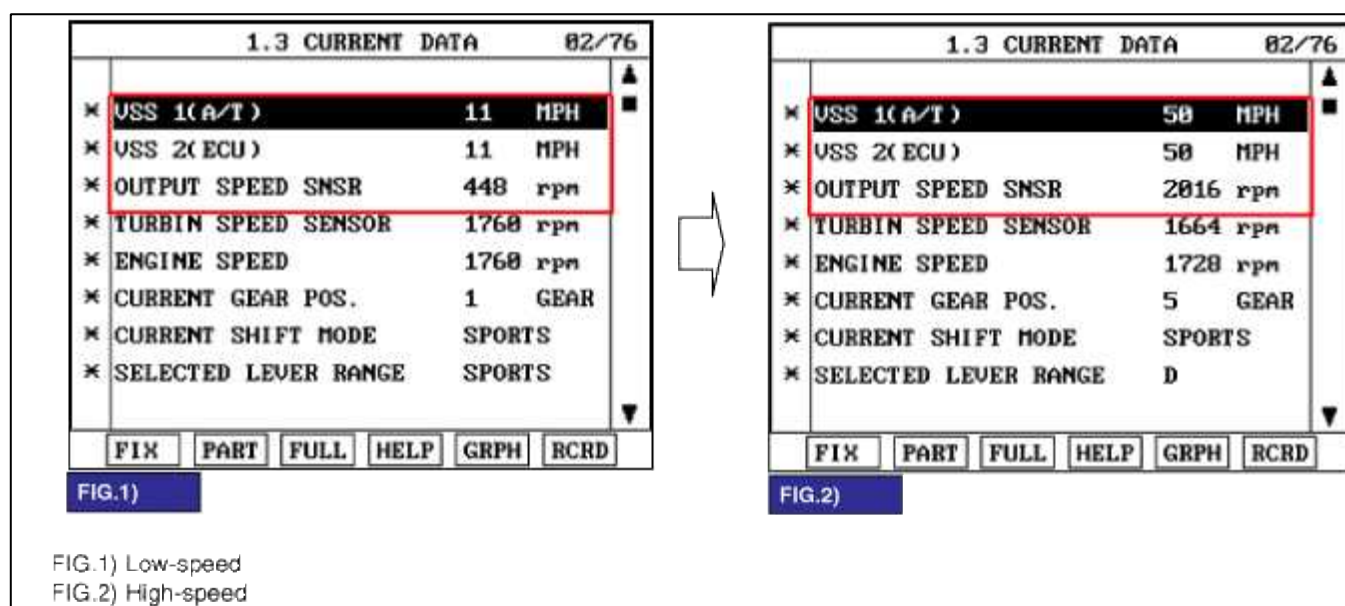 1.3 CURRENT DATA 02/76
* VSS 1(A/T) 11 MPH
* VSS 2(ECU) 11 MPH
* OUTPUT SPEED SNSR 448 rpm
* TURBIN SPEED SENSOR 1760 rpm
* ENGINE SPEED 1760 rpm
* CURRENT GEAR POS. 1 GEAR
* CURRENT SHIFT MODE SPORTS
* SELECTED LEVER RANGE SPORTS
FIX PART FULL HELP GRPH RCRD
FIG.1)
1.3 CURRENT DATA 02/76
* VSS 1(A/T) 50 MPH
* VSS 2(ECU) 50 MPH
* OUTPUT SPEED SNSR 2016 rpm
* TURBIN SPEED SENSOR 1664 rpm
* ENGINE SPEED 1728 rpm
* CURRENT GEAR POS. 5 GEAR
* CURRENT SHIFT MODE SPORTS
* SELECTED LEVER RANGE D
FIX PART FULL HELP GRPH RCRD
FIG.2)
FIG.1) Low-speed
FIG.2) High-speed